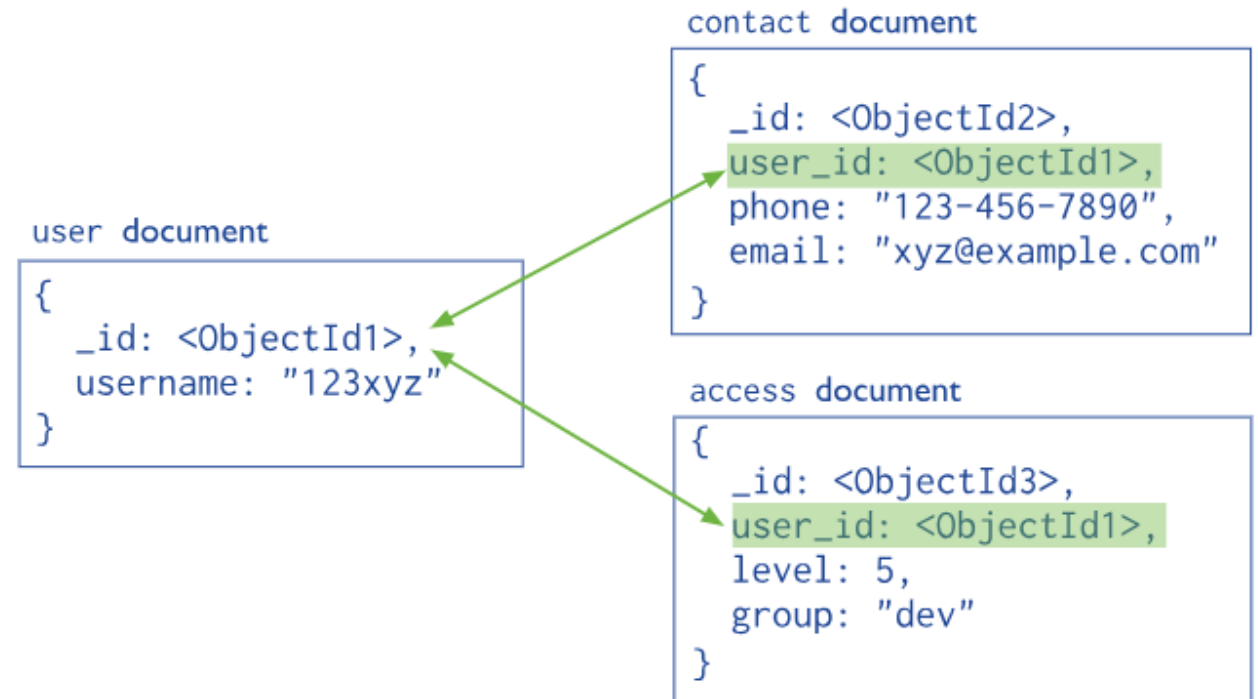 user document
{
_id: <ObjectId1>,
username: "123xyz"
}
contact document
{
_id: <ObjectId2>,
user_id: <ObjectId1>,
phone: "123-456-7890",
email: "xyz@example.com"
}
access document
{
_id: <ObjectId3>,
user_id: <ObjectId1>,
level: 5,
group: "dev"
}